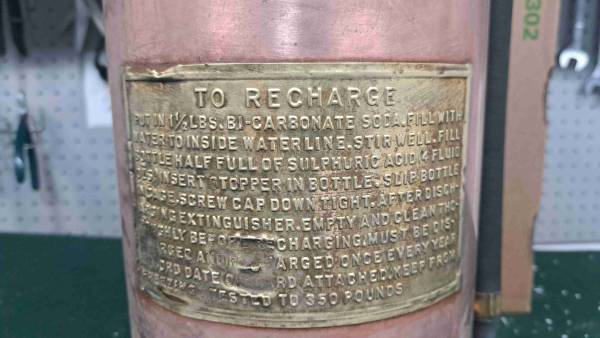 TO RECHARGE
PUT IN 1½ LBS. BI-CARBONATE SODA. FILL WITH
WATER TO INSIDE WATER LINE. STIR WELL. FILL
BOTTLE HALF FULL OF SULPHURIC ACID 4 FLUID
INSERT STOPPER IN BOTTLE. SLIP BOTTLE
SCREW CAP DOWN TIGHT. AFTER DISCH-
EXTINGUISHER. EMPTY AND CLEAN THO-
BEFORE RECHARGING. MUST BE DIS-
ONCE EVERY YEAR
DATE ATTACHED. KEEP FROM
TESTED TO 350 POUNDS
302